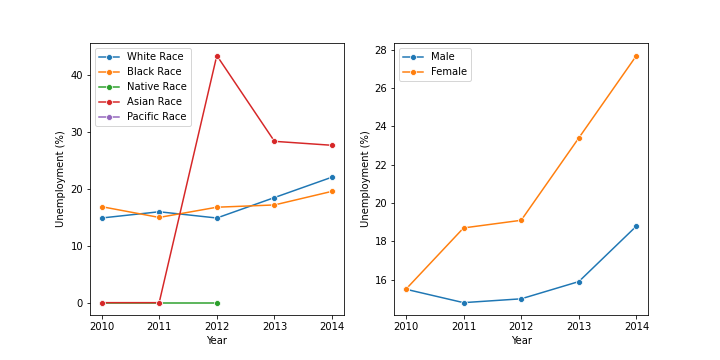 White Race
Black Race
Native Race
Asian Race
Pacific Race
Unemployment (%)
40
30
20
10
0
2010 2011 2012 2013 2014
Year
Male
Female
Unemployment (%)
28
26
24
22
20
18
16
2010 2011 2012 2013 2014
Year